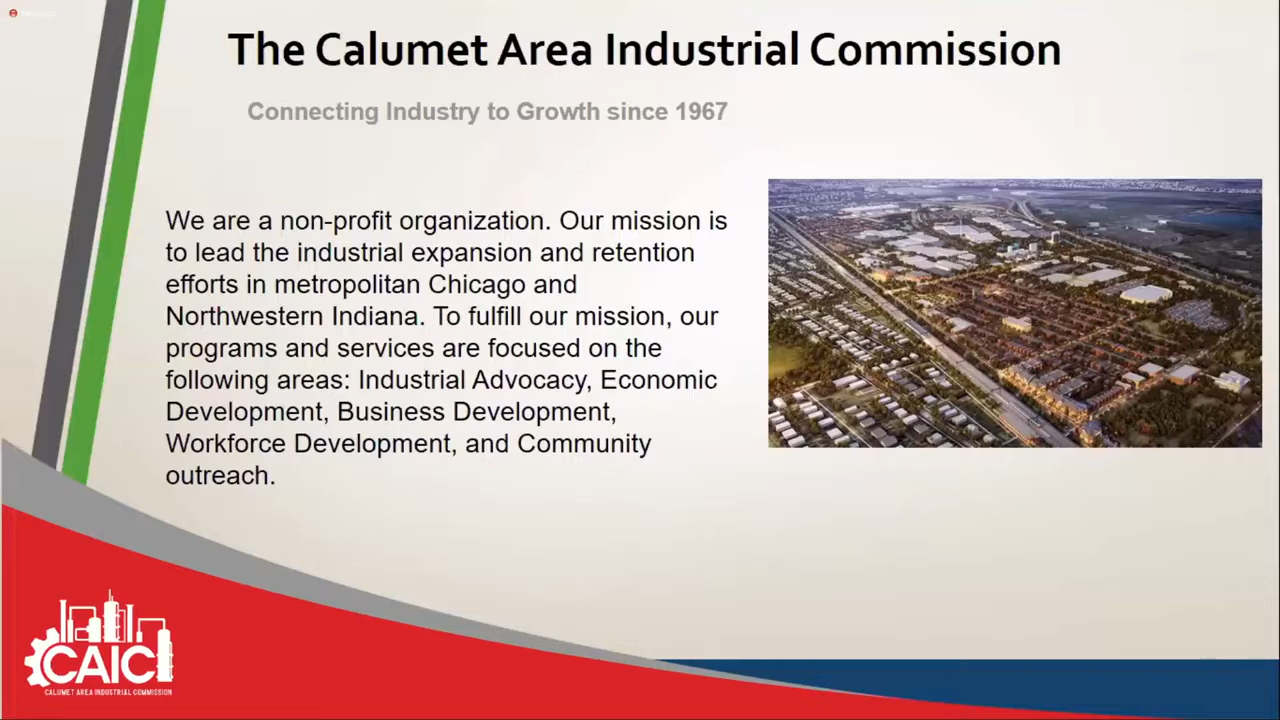 The Calumet Area Industrial Commission
Connecting Industry to Growth since 1967
We are a non-profit organization. Our mission is
to lead the industrial expansion and retention
efforts in metropolitan Chicago and
Northwestern Indiana. To fulfill our mission, our
programs and services are focused on the
following areas: Industrial Advocacy, Economic
Development, Business Development,
Workforce Development, and Community
outreach.
CAIC
CALUMET AREA INDUSTRIAL COMMISSION